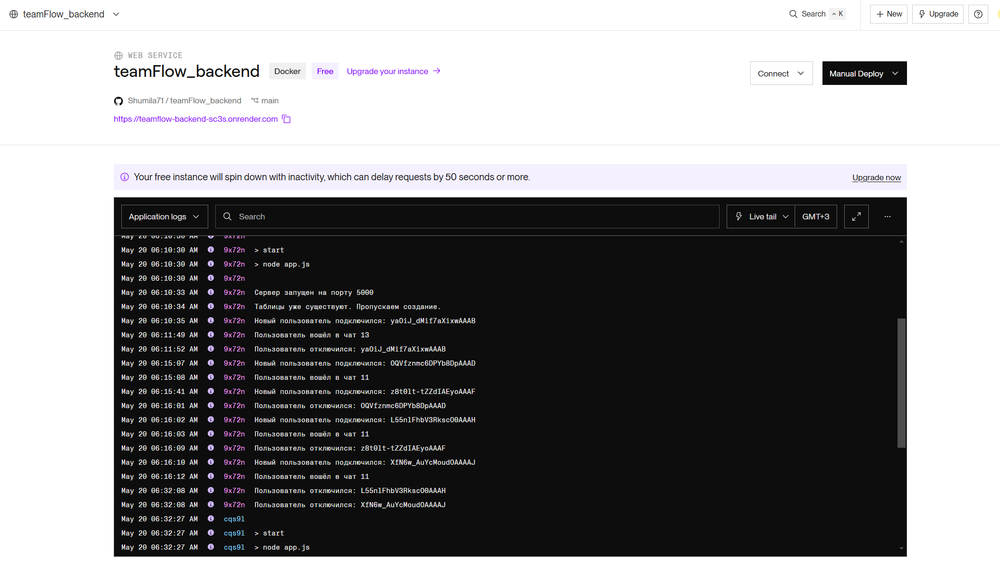 teamFlow_backend
Search ^ K
New
Upgrade
WEB SERVICE
teamFlow_backend Docker Free Upgrade your instance →
Connect
Manual Deploy
Shumila71 / teamFlow_backend main
https://teamflow-backend-sc3s.onrender.com
Your free instance will spin down with inactivity, which can delay requests by 50 seconds or more.
Upgrade now
Application logs
Search
Live tail
GMT+3
May 20 06:10:30 AM 9x72n
May 20 06:10:30 AM 9x72n > start
May 20 06:10:30 AM 9x72n > node app.js
May 20 06:10:30 AM 9x72n
May 20 06:10:33 AM 9x72n Сервер запущен на порту 5000
May 20 06:10:34 AM 9x72n Таблицы уже существуют. Пропускаем создание.
May 20 06:10:35 AM 9x72n Новый пользователь подключился: yaOiJ_dMif7aXixwAAAB
May 20 06:11:49 AM 9x72n Пользователь вошёл в чат 13
May 20 06:11:52 AM 9x72n Пользователь отключился: yaOiJ_dMif7aXixwAAAB
May 20 06:15:07 AM 9x72n Новый пользователь подключился: OQVfznmc6DPYb8DpAAAD
May 20 06:15:08 AM 9x72n Пользователь вошёл в чат 11
May 20 06:15:41 AM 9x72n Новый пользователь подключился: z8t0lt-tZZdIAEyoAAAF
May 20 06:16:01 AM 9x72n Пользователь отключился: OQVfznmc6DPYb8DpAAAD
May 20 06:16:02 AM 9x72n Новый пользователь подключился: L55nlFhbV3RkscO0AAAH
May 20 06:16:03 AM 9x72n Пользователь вошёл в чат 11
May 20 06:16:09 AM 9x72n Пользователь отключился: z8t0lt-tZZdIAEyoAAAF
May 20 06:16:10 AM 9x72n Новый пользователь подключился: XfN6w_AuYcMoudOAAAAJ
May 20 06:16:12 AM 9x72n Пользователь вошёл в чат 11
May 20 06:32:08 AM 9x72n Пользователь отключился: L55nlFhbV3RkscO0AAAH
May 20 06:32:08 AM 9x72n Пользователь отключился: XfN6w_AuYcMoudOAAAAJ
May 20 06:32:27 AM cqs9l
May 20 06:32:27 AM cqs9l > start
May 20 06:32:27 AM cqs9l > node app.js